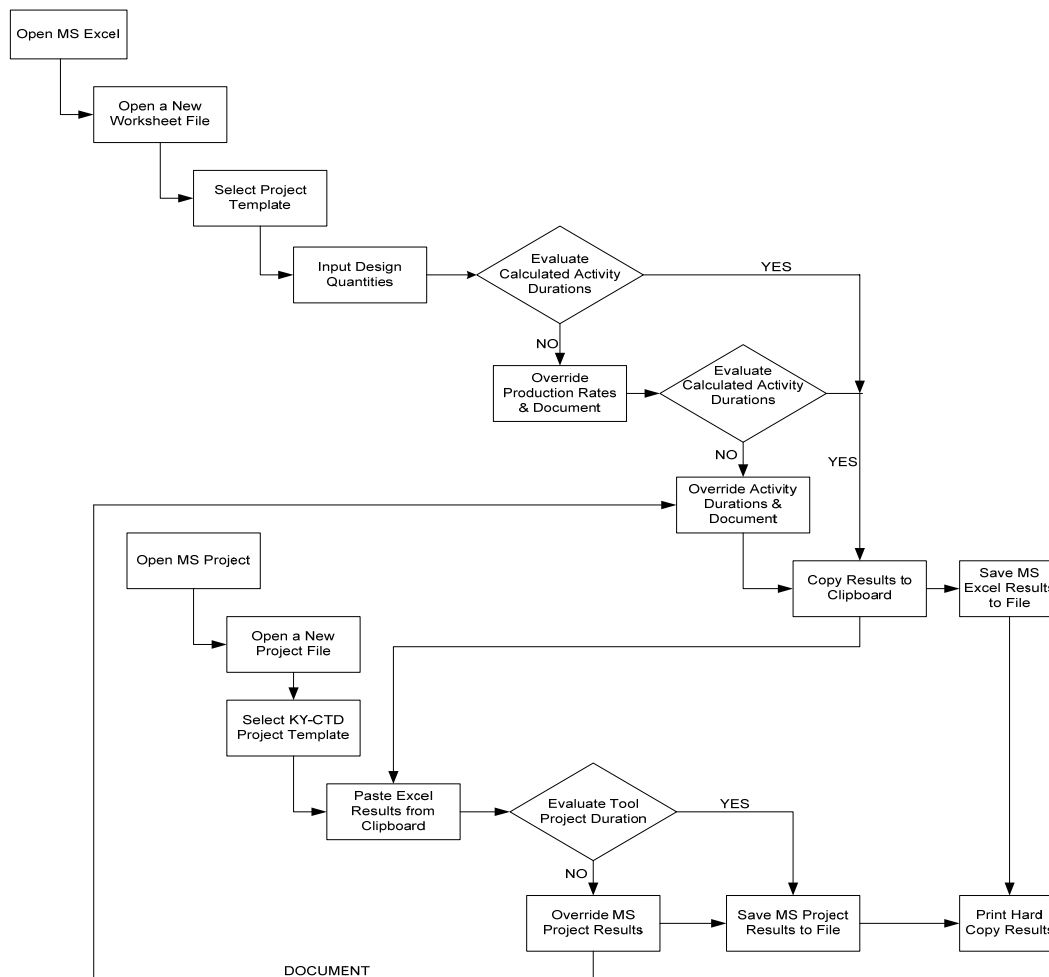 Open MS Excel
Open a New
Worksheet File
Select Project
Template
Input Design
Quantities
Evaluate
Calculated Activity
Durations
YES
NO
Override
Production Rates
& Document
Evaluate
Calculated Activity
Durations
NO
YES
Override Activity
Durations &
Document
Open MS Project
Copy Results to
Clipboard
Save MS
Excel Results
to File
Open a New
Project File
Select KY-CTD
Project Template
Paste Excel
Results from
Clipboard
Evaluate Tool
Project Duration
YES
NO
Override MS
Project Results
Save MS Project
Results to File
Print Hard
Copy Results
DOCUMENT